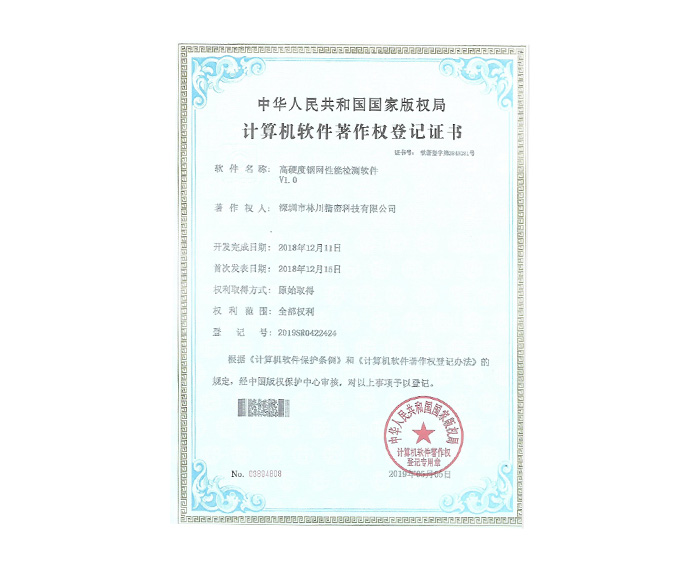 中华人民共和国国家版权局
计算机软件著作权登记证书
证书号： 软著登字第
软件名称： 高硬度钢网性能检测软件
V1.0
著作权人： 深圳市林川精密科技有限公司
开发完成日期： 2018年12月11日
首次发表日期： 2018年12月15日
权利取得方式： 原始取得
权利范围： 全部权利
登记号： 2019SR0422424
根据《计算机软件保护条例》和《计算机软件著作权登记办法》的
规定，经中国版权保护中心审核，对以上事项予以登记。
中华人民共和国国家版权局
计算机软件著作权
登记专用章
No. 03894808
2019年05月05日